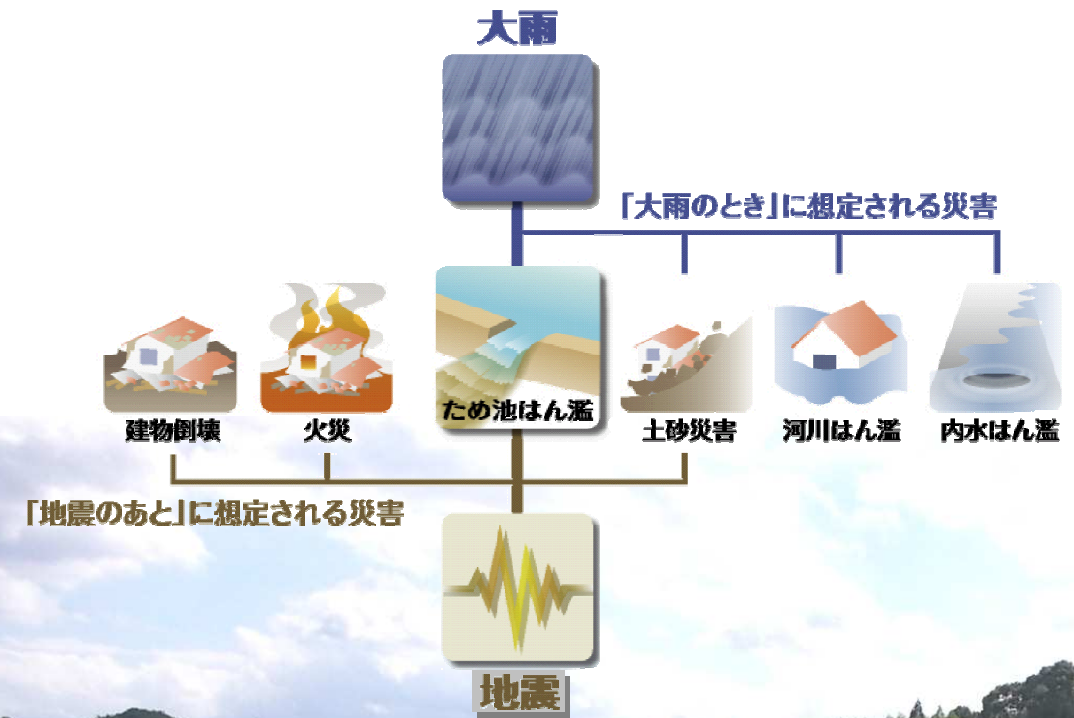 大雨
「大雨のとき」に想定される災害
建物倒壊
火災
ため池はん濫
土砂災害
河川はん濫
内水はん濫
「地震のあと」に想定される災害
地震